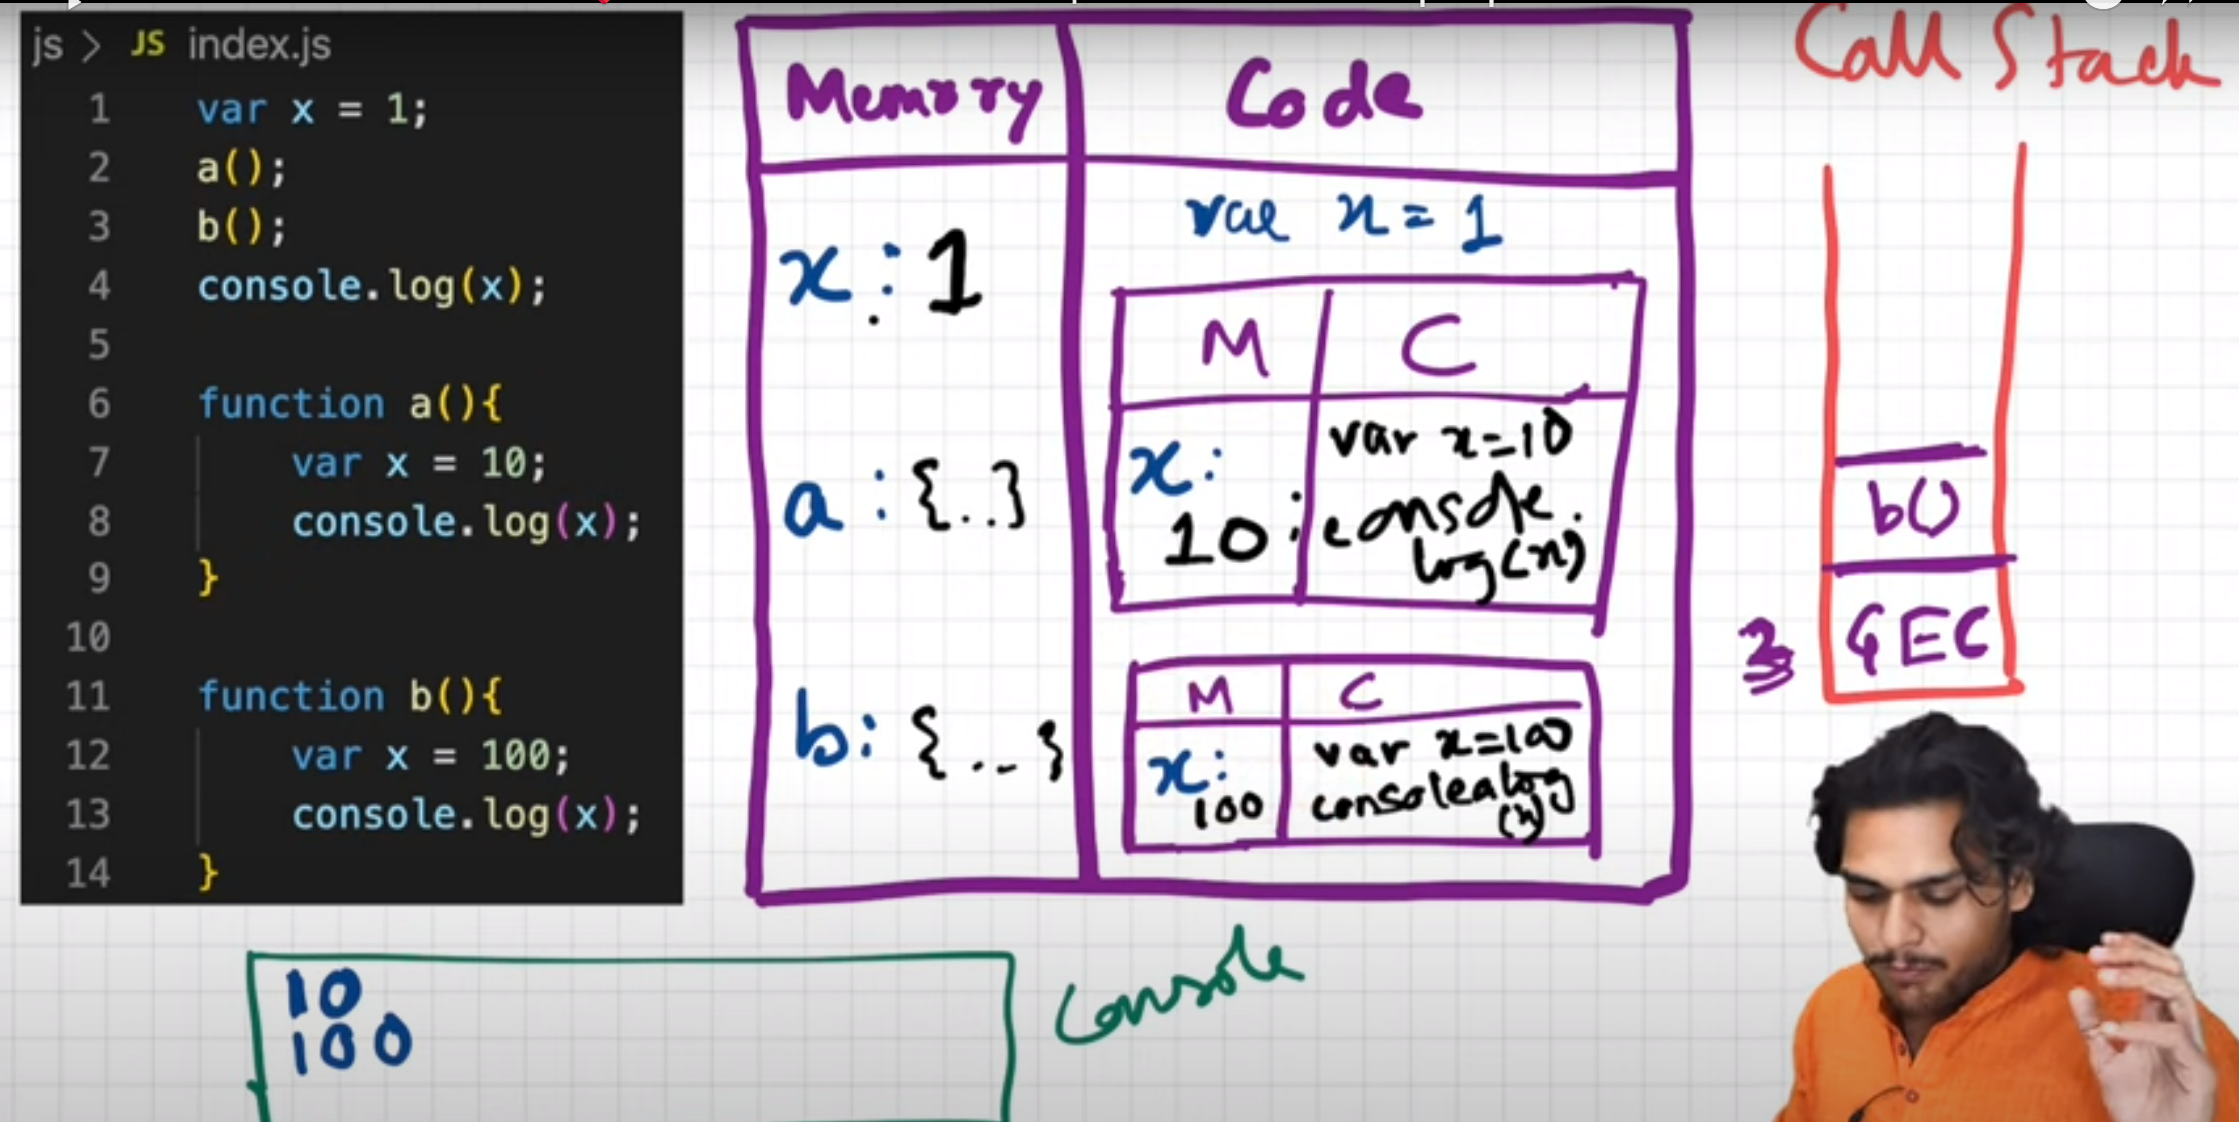 js > JS index.js
1 var x = 1;
2 a();
3 b();
4 console.log(x);
5
6 function a(){
7 var x = 10;
8 console.log(x);
9 }
10
11 function b(){
12 var x = 100;
13 console.log(x);
14 }
Memory Code
x : 1
var x = 1
M C
x: 10
var x=10
console.
log(x)
a : {..}
b: {...}
M C
x: 100
var x=100
console.log
(x)
Call Stack
b()
GEC
3
Console
10
100